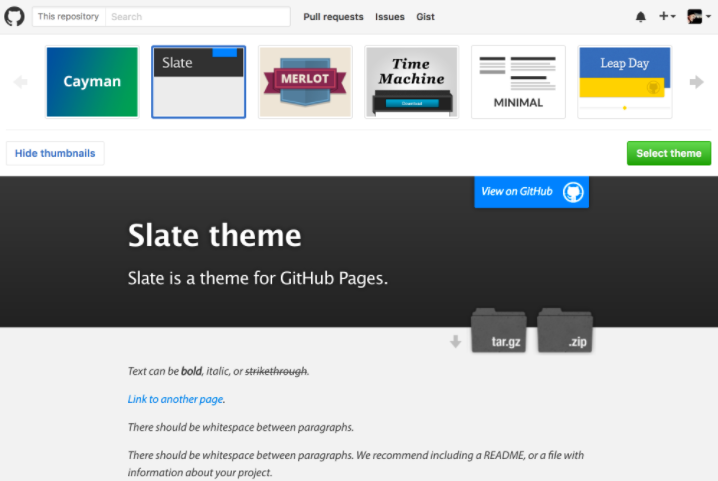 This repository Search Pull requests Issues Gist
Cayman
Slate
MERLOT
Time
Machine
Download
MINIMAL
Leap Day
Hide thumbnails
Select theme
View on GitHub
Slate theme
Slate is a theme for GitHub Pages.
tar.gz
.zip
Text can be bold, italic, or strikethrough.
Link to another page.
There should be whitespace between paragraphs.
There should be whitespace between paragraphs. We recommend including a README, or a file with
information about your project.